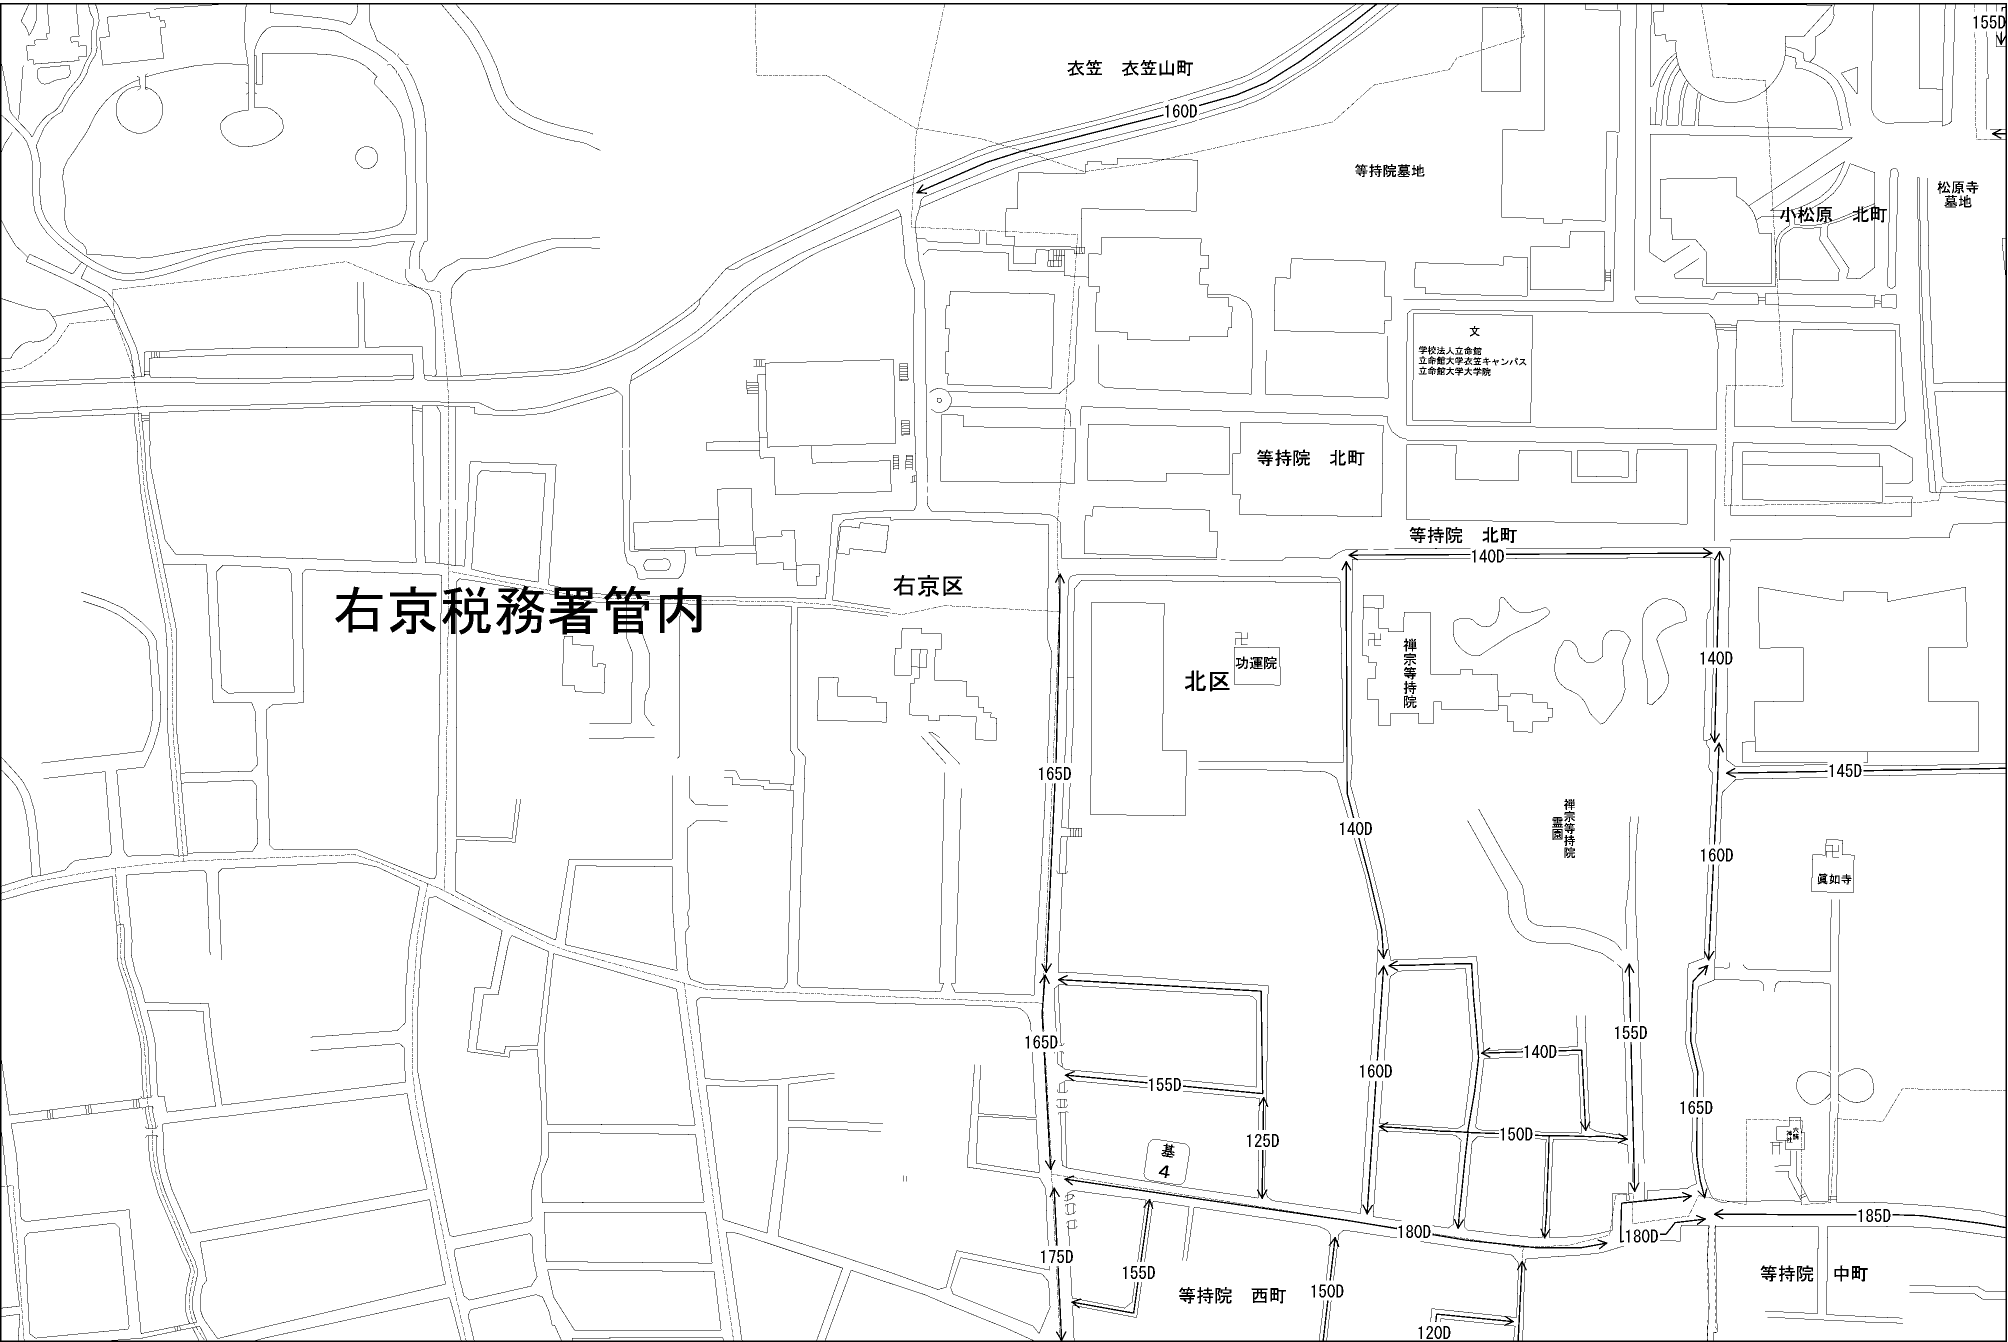 155D
衣笠　衣笠山町
160D
等持院墓地
松原寺
墓地
小松原　北町
文
学校法人立命館
立命館大学衣笠キャンパス
立命館大学大学院
等持院　北町
等持院　北町
140D
右京区
右京税務署管内
功運院
北区
禅宗等持院
140D
165D
145D
140D
禅宗等持院
霊園
160D
眞如寺
165D
155D
140D
160D
155D
165D
125D
150D
基
4
180D
180D
185D
175D
155D
等持院　西町
150D
等持院　中町
120D